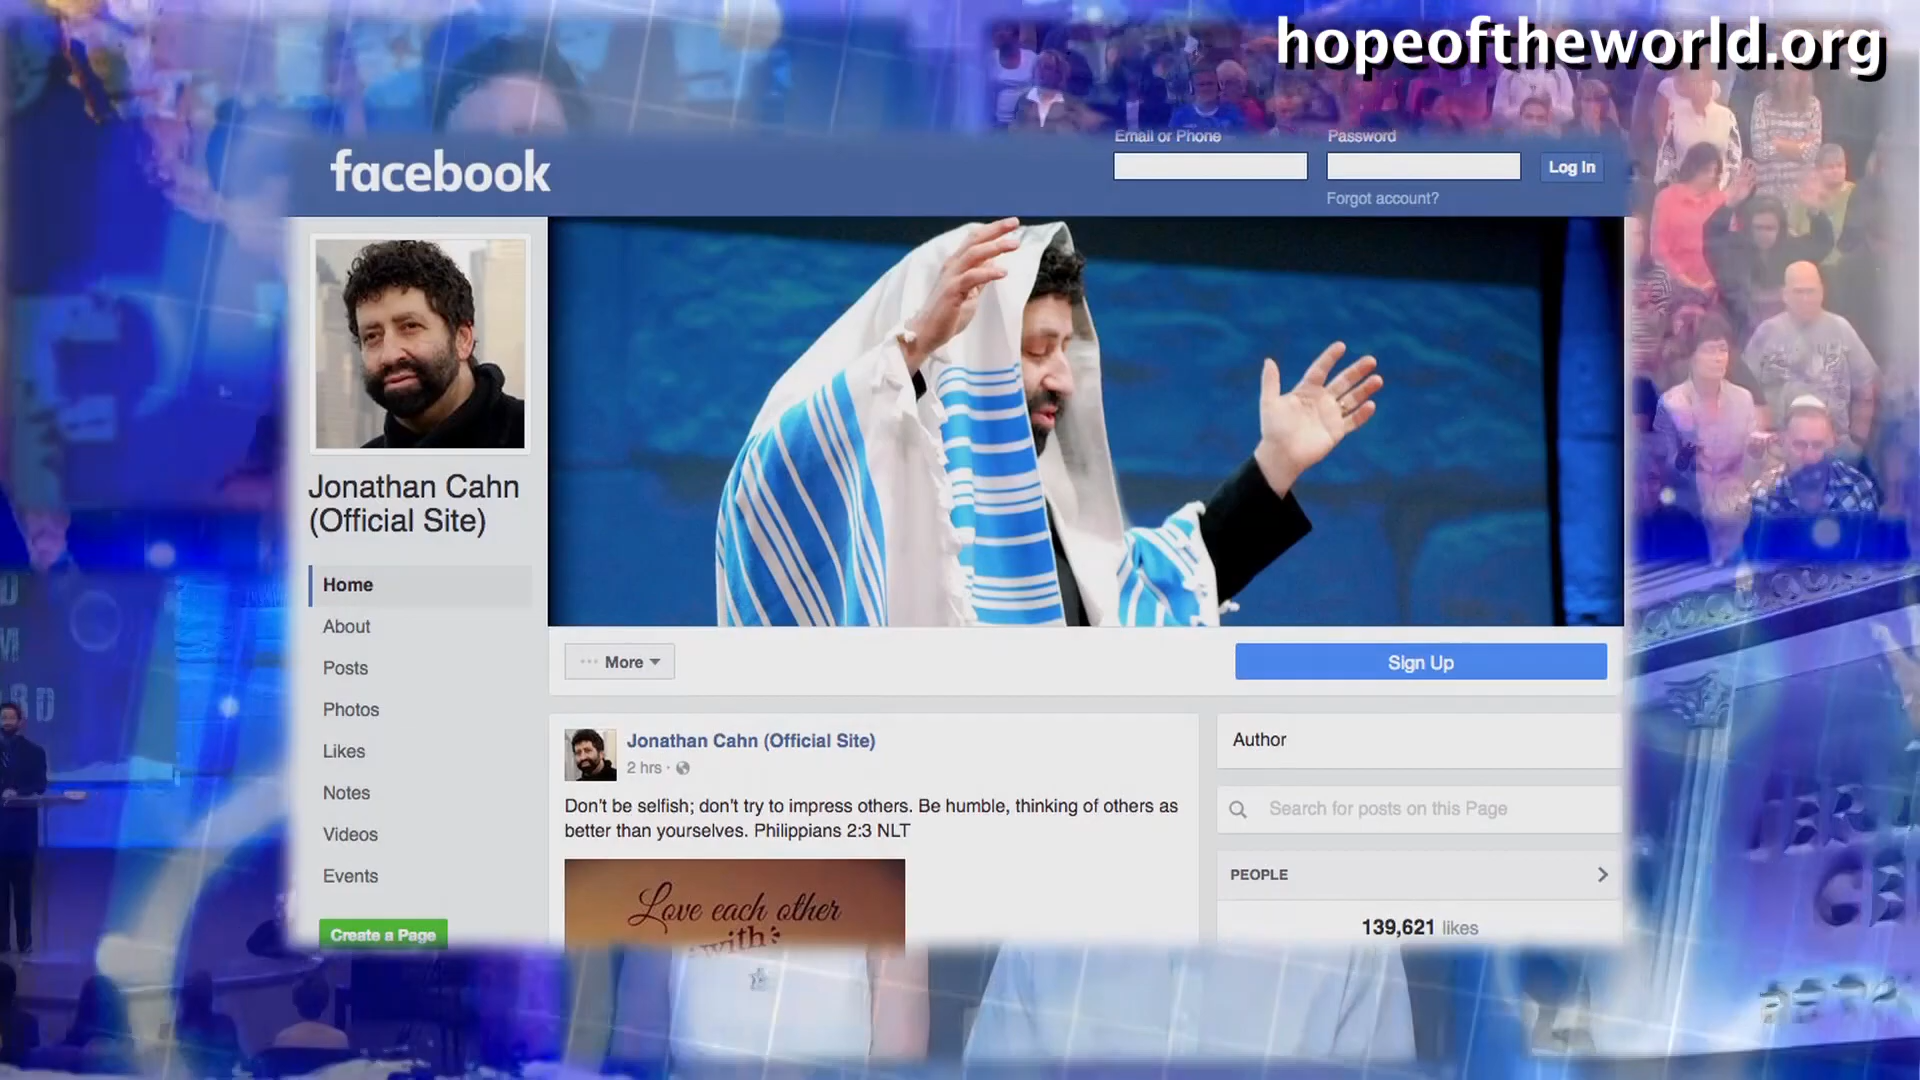 hopeoftheworld.org
Email or Phone
Password
facebook
Log In
Forgot account?
Jonathan Cahn
(Official Site)
Home
About
Posts
Photos
Likes
Notes
Videos
Events
Create a Page
More
Sign Up
Jonathan Cahn (Official Site)
2 hrs ·
Don't be selfish; don't try to impress others. Be humble, thinking of others as
better than yourselves. Philippians 2:3 NLT
Love each other
with
Author
Search for posts on this Page
PEOPLE
139,621 likes